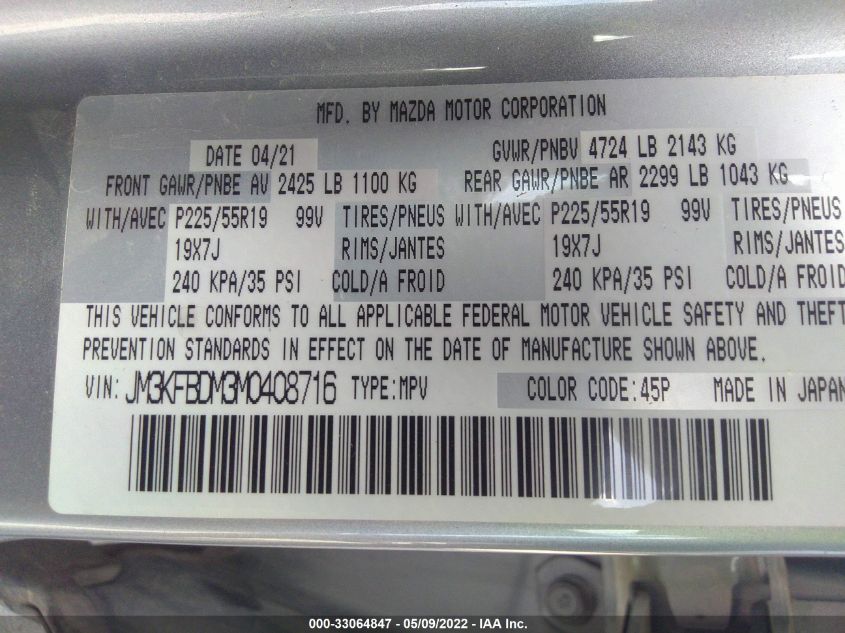 MFD. BY MAZDA MOTOR CORPORATION
DATE 04/21 GVWR/PNBV 4724 LB 2143 KG
FRONT GAWR/PNBE AV 2425 LB 1100 KG REAR GAWR/PNBE AR 2299 LB 1043 KG
WITH/AVEC P225/55R19 99V TIRES/PNEUS WITH/AVEC P225/55R19 99V TIRES/PNEUS
19X7J RIMS/JANTES 19X7J RIMS/JANTES
240 KPA/35 PSI COLD/A FROID 240 KPA/35 PSI COLD/A FROID
THIS VEHICLE CONFORMS TO ALL APPLICABLE FEDERAL MOTOR VEHICLE SAFETY AND THEFT
PREVENTION STANDARDS IN EFFECT ON THE DATE OF MANUFACTURE SHOWN ABOVE.
VIN: JM3KFBDM3M0408716 TYPE:MPV COLOR CODE:45P MADE IN JAPAN
000-33064847 - 05/09/2022 - IAA Inc.